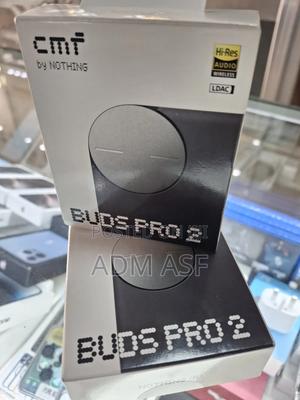 cmf
by NOTHING
Hi-Res
AUDIO
WIRELESS
LDAC
BUDS PRO 2
ADM ASF
BUDS PRO 2